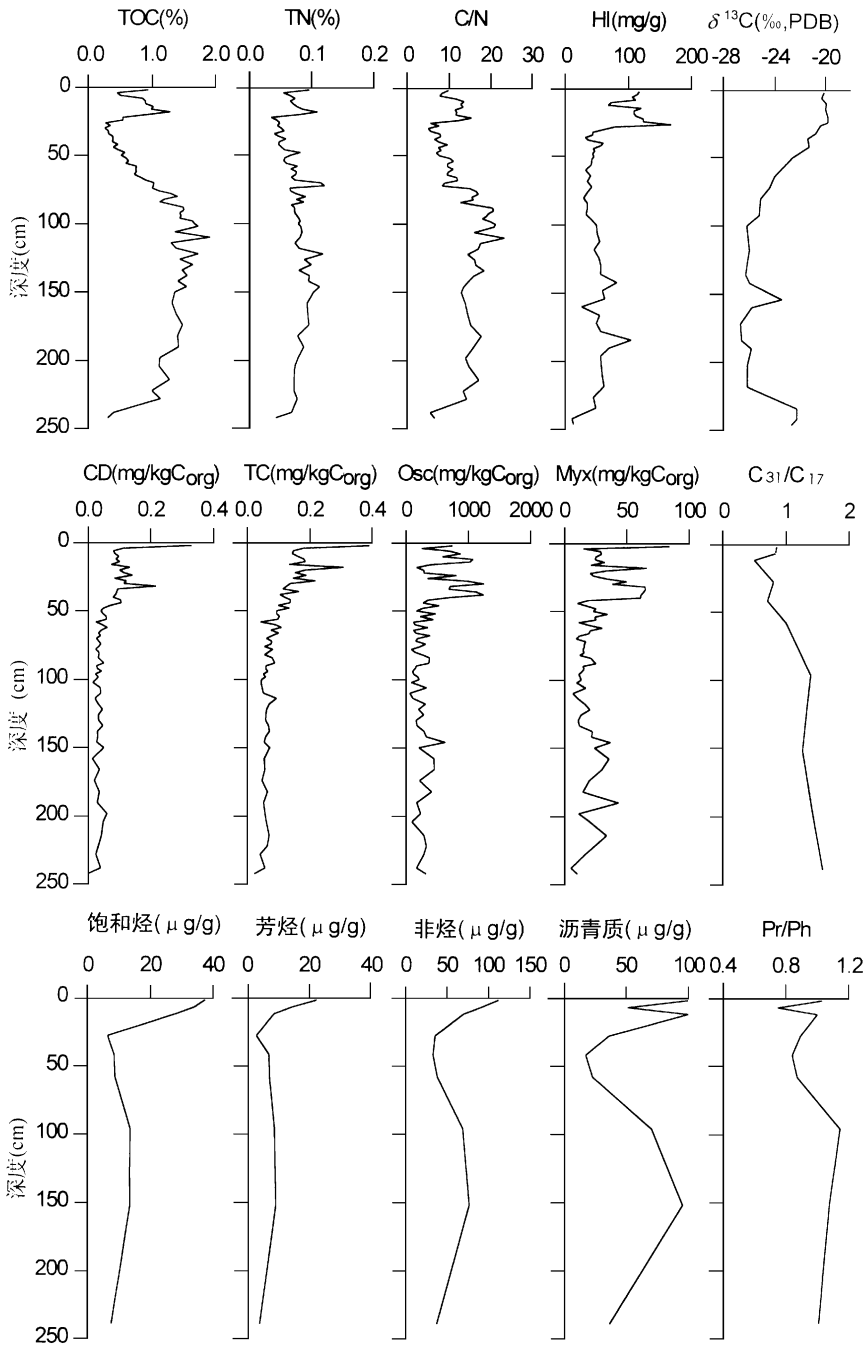 TOC(%) TN(%) C/N HI(mg/g) δ ¹³C(‰,PDB)
0.0 1.0 2.0 0.0 0.1 0.2 0 10 20 30 0 100 200 -28 -24 -20
0
50
100
150
200
250
深度(cm)
CD(mg/kgCorg) TC(mg/kgCorg) Osc(mg/kgCorg) Myx(mg/kgCorg) C₃₁/C₁₇
0.0 0.2 0.4 0.0 0.2 0.4 0 1000 2000 0 50 100 0 1 2
0
50
100
150
200
250
深度 (cm)
饱和烃(μg/g) 芳烃(μg/g) 非烃(μg/g) 沥青质(μg/g) Pr/Ph
0 20 40 0 20 40 0 50 100 150 0 50 100 0.4 0.8 1.2
0
50
100
150
200
250
深度(cm)